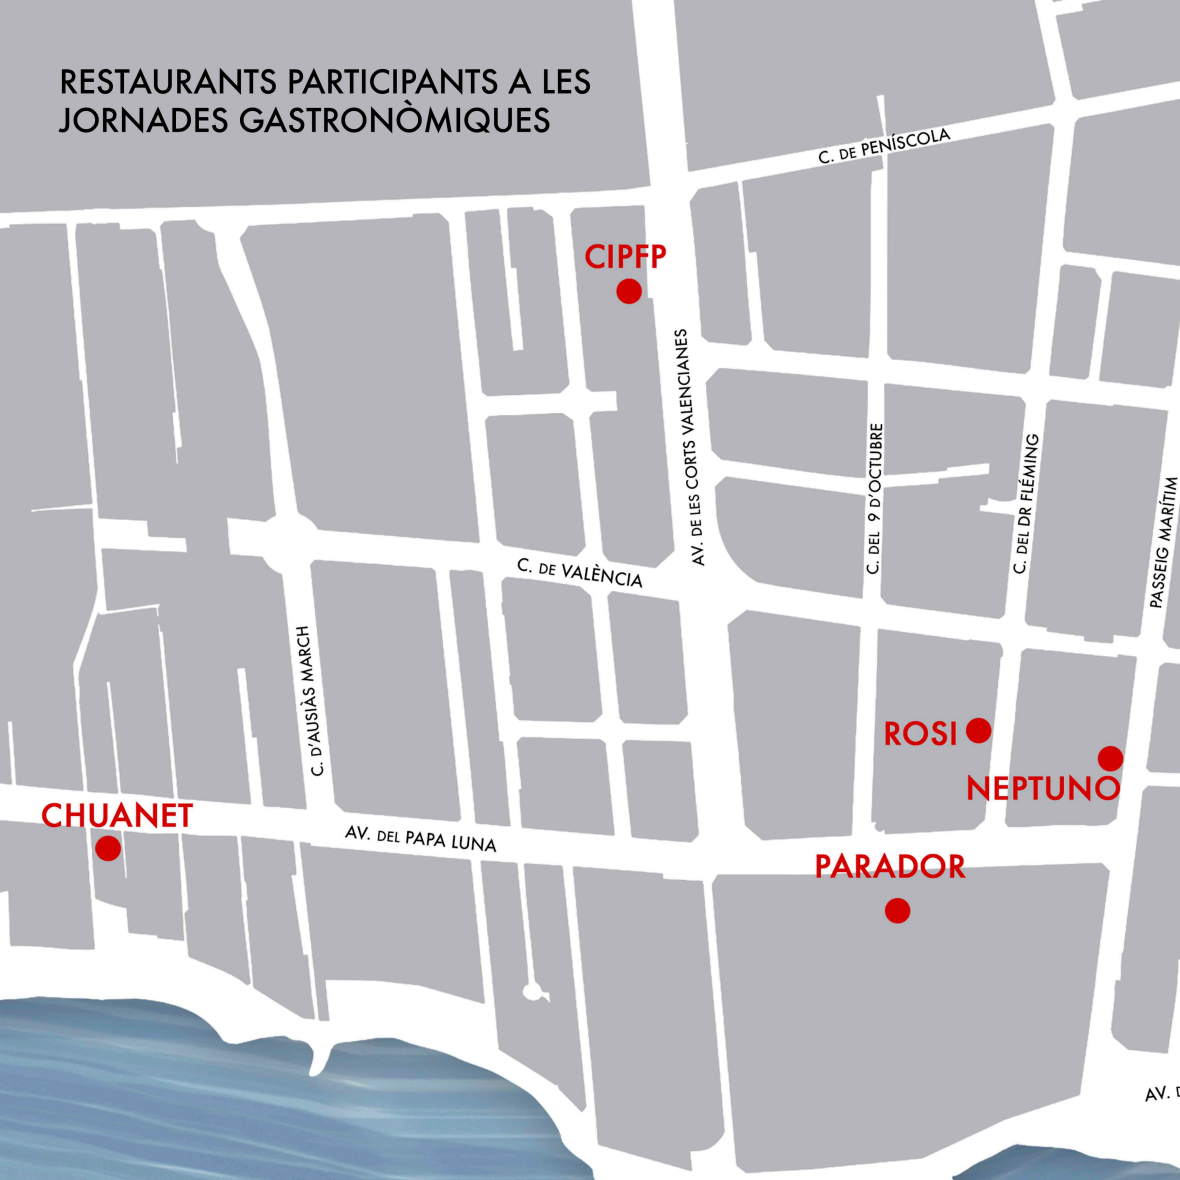 RESTAURANTS PARTICIPANTS A LES
JORNADES GASTRONÒMIQUES
C. DE PENÍSCOLA
CIPFP
AV. DE LES CORTS VALENCIANES
C. DEL 9 D'OCTUBRE
C. DEL DR FLÉMING
PASSEIG MARÍTIM
C. DE VALÈNCIA
C. D'AUSIÀS MARCH
ROSI
NEPTUNO
CHUANET
AV. DEL PAPA LUNA
PARADOR
AV.